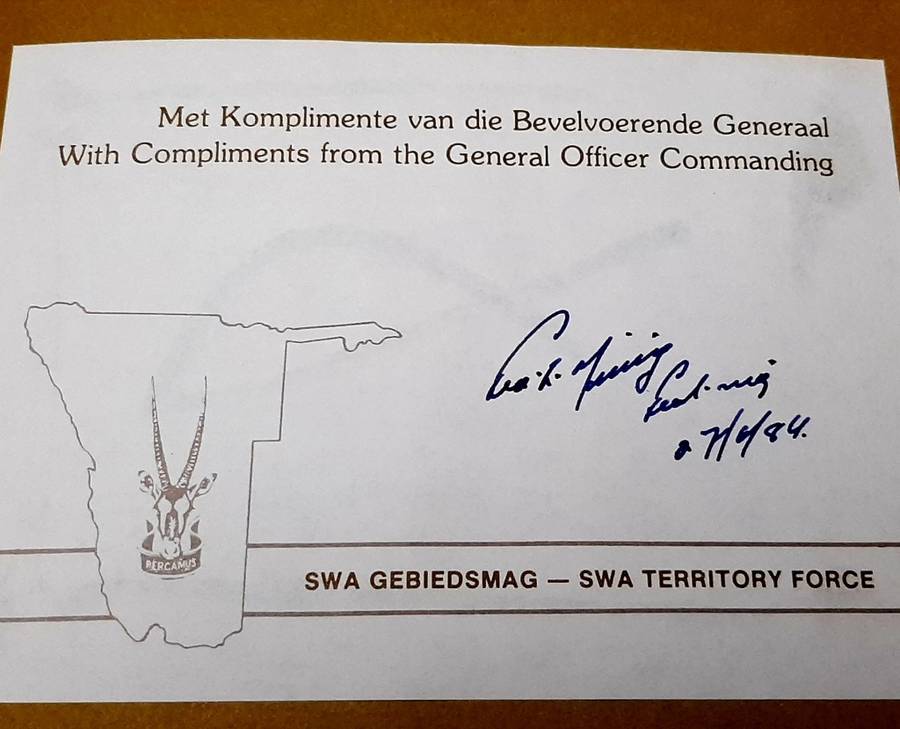 Met Komplimente van die Bevelvoerende Generaal
With Compliments from the General Officer Commanding
27/6/84.
PERCAMUS
SWA GEBIEDSMAG — SWA TERRITORY FORCE